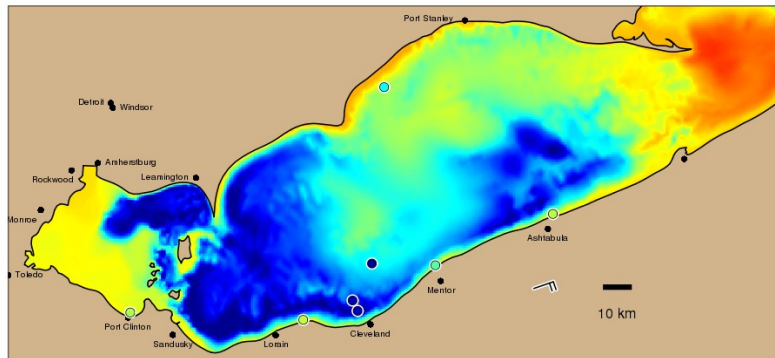 Port Stanley
Detroit
Windsor
Amherstburg
Rockwood
Leamington
Monroe
Ashtabula
Toledo
Mentor
10 km
Port Clinton
Cleveland
Sandusky
Lorain